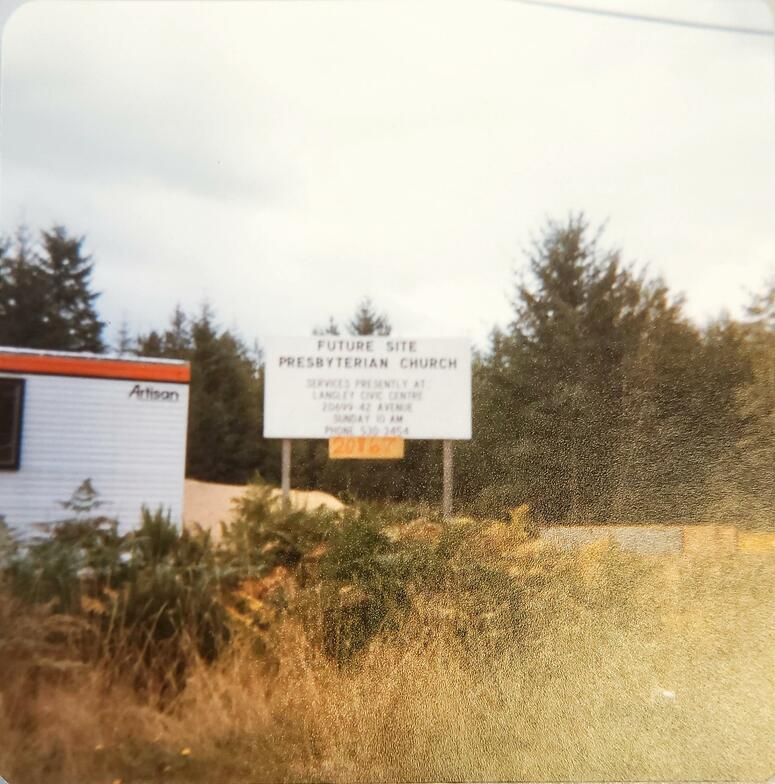 Artisan
FUTURE SITE
PRESBYTERIAN CHURCH
SERVICES PRESENTLY AT:
LANGLEY CIVIC CENTRE
20699-42 AVENUE
SUNDAY 10 AM
PHONE 530-3454
20867